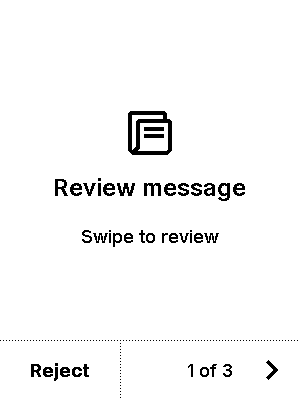 Review message
Swipe to review
Reject
1 of 3